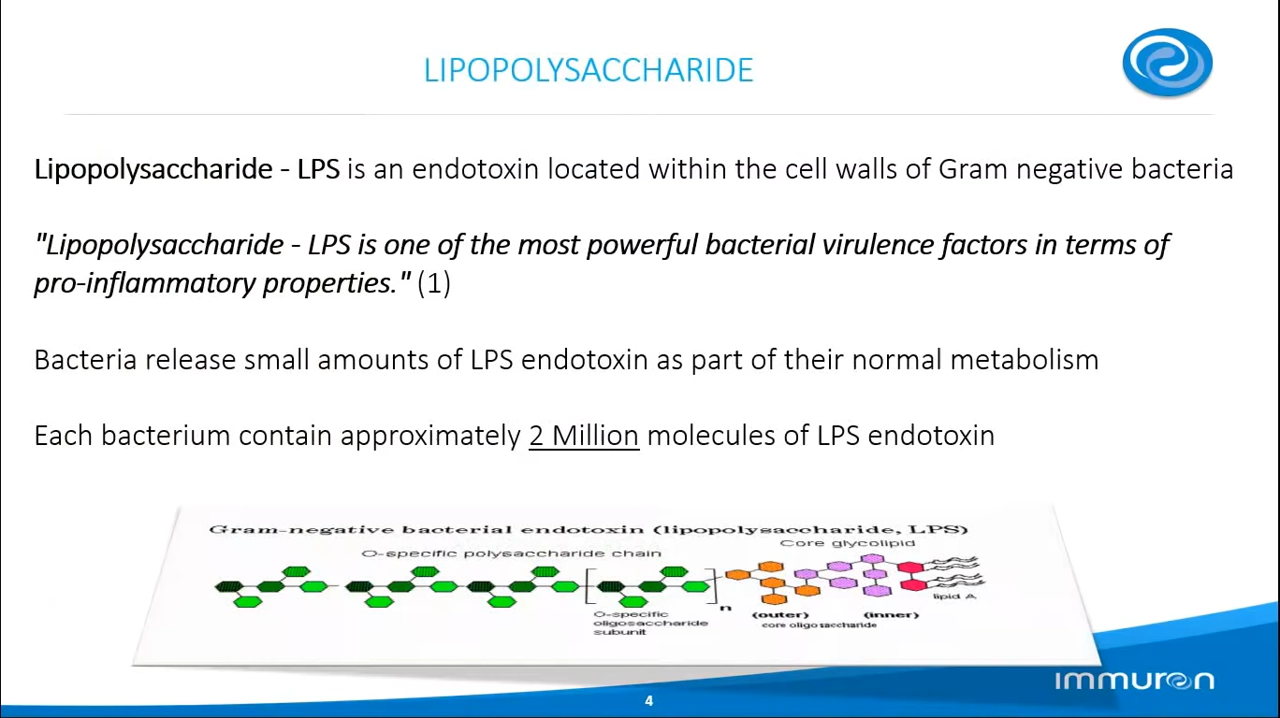 LIPOPOLYSACCHARIDE
Lipopolysaccharide - LPS is an endotoxin located within the cell walls of Gram negative bacteria
"Lipopolysaccharide - LPS is one of the most powerful bacterial virulence factors in terms of
pro-inflammatory properties." (1)
Bacteria release small amounts of LPS endotoxin as part of their normal metabolism
Each bacterium contain approximately 2 Million molecules of LPS endotoxin
Gram-negative bacterial endotoxin (lipopolysaccharide, LPS)
Core glycolipid
O-specific polysaccharide chain
lipid A
n
O-specific
oligosaccharide
subunit
(outer) (inner)
core oligosaccharide
immuron
4